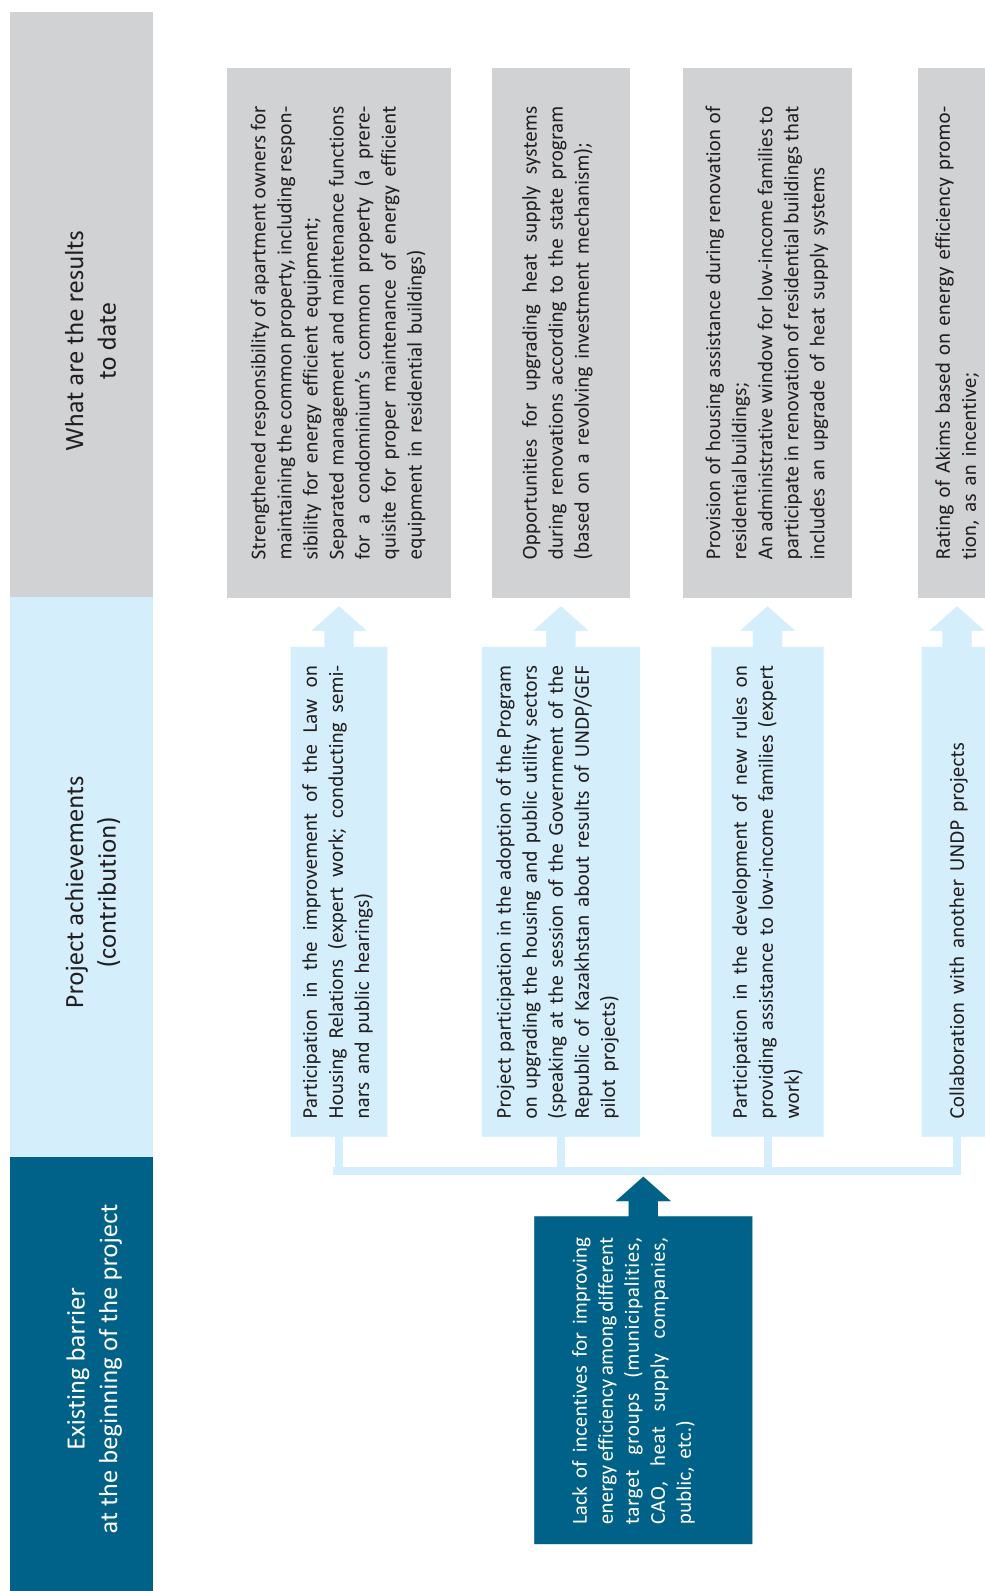 Existing barrier
at the beginning of the project
Project achievements
(contribution)
What are the results
to date
Lack of incentives for improving
energy efficiency among different
target groups (municipalities,
CAO, heat supply companies,
public, etc.)
Participation in the improvement of the Law on
Housing Relations (expert work; conducting semi-
nars and public hearings)
Strengthened responsibility of apartment owners for
maintaining the common property, including respon-
sibility for energy efficient equipment;
Separated management and maintenance functions
for a condominium's common property (a prere-
quisite for proper maintenance of energy efficient
equipment in residential buildings)
Project participation in the adoption of the Program
on upgrading the housing and public utility sectors
(speaking at the session of the Government of the
Republic of Kazakhstan about results of UNDP/GEF
pilot projects)
Opportunities for upgrading heat supply systems
during renovations according to the state program
(based on a revolving investment mechanism);
Participation in the development of new rules on
providing assistance to low-income families (expert
work)
Provision of housing assistance during renovation of
residential buildings;
An administrative window for low-income families to
participate in renovation of residential buildings that
includes an upgrade of heat supply systems
Collaboration with another UNDP projects
Rating of Akims based on energy efficiency promo-
tion, as an incentive;